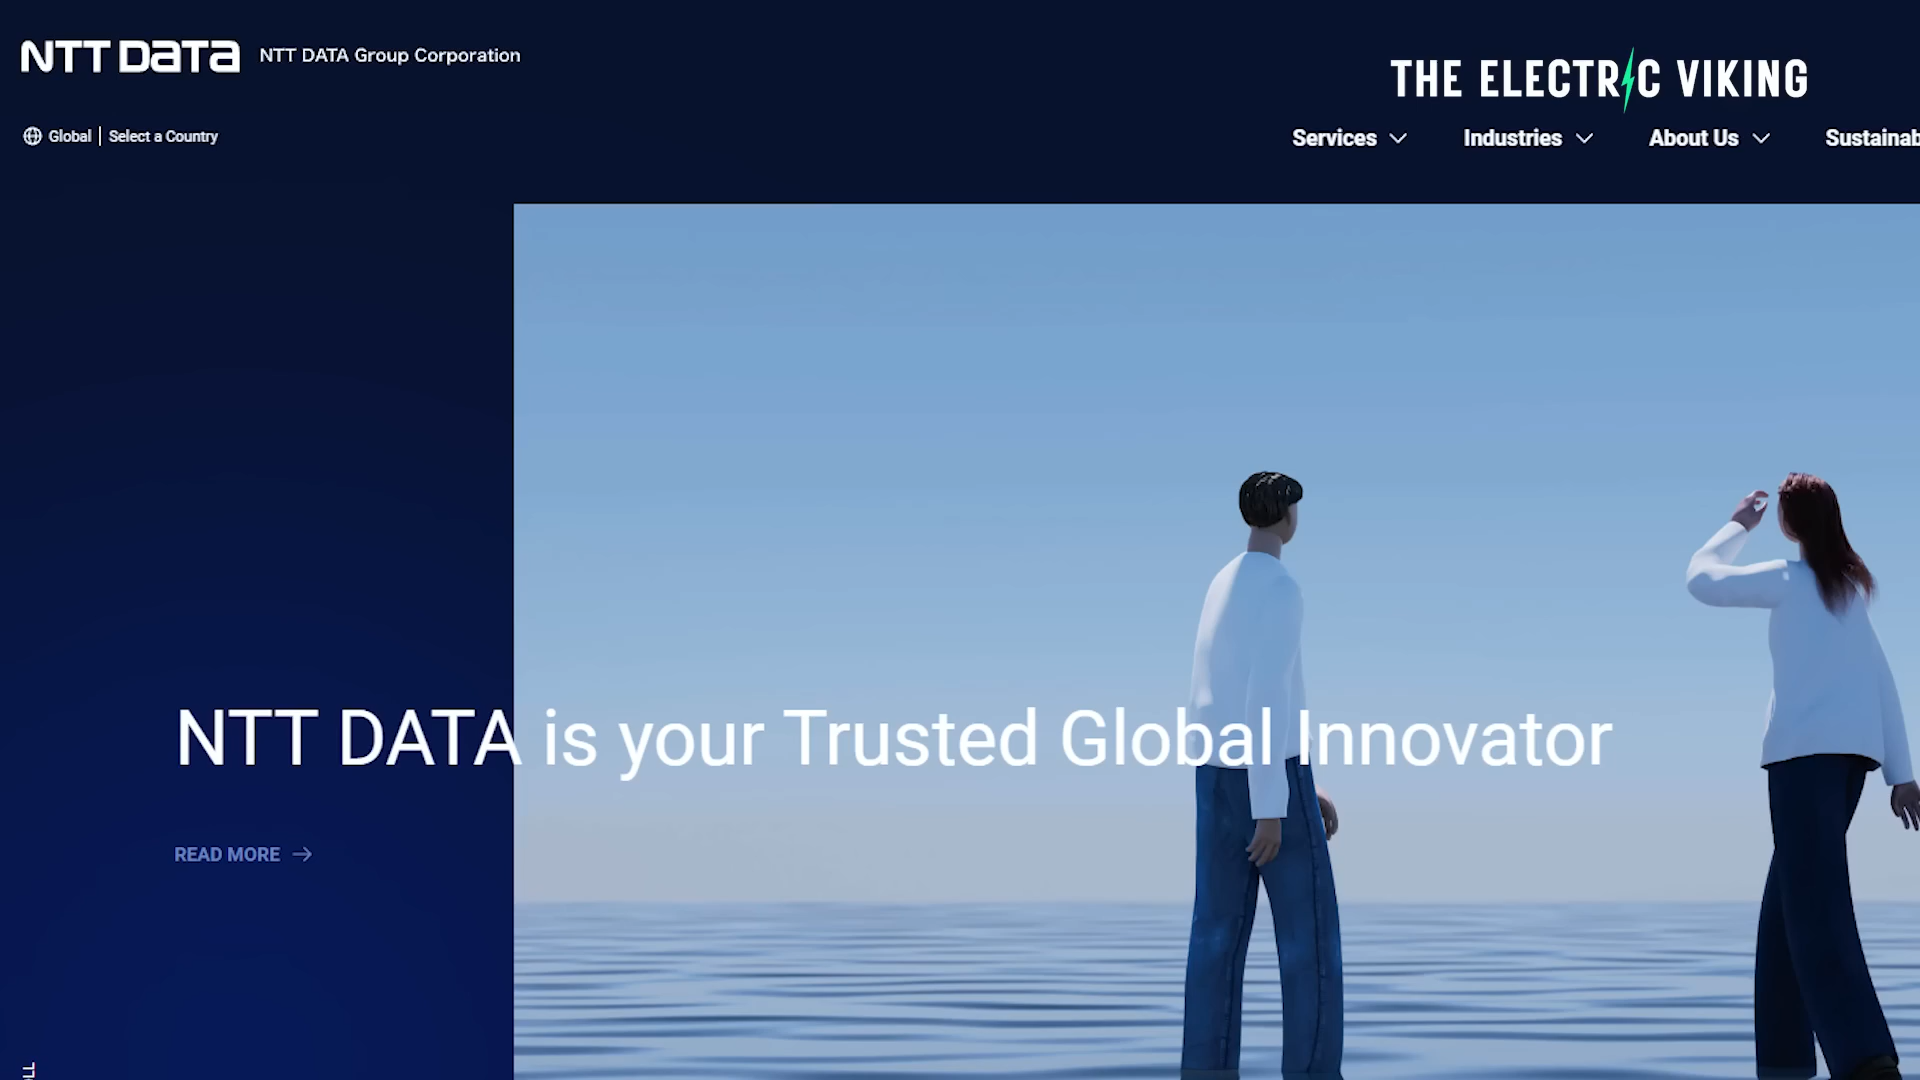 NTT DATA NTT DATA Group Corporation
THE ELECTRIC VIKING
Global | Select a Country
Services Industries About Us Sustainab
NTT DATA is your Trusted Global Innovator
READ MORE